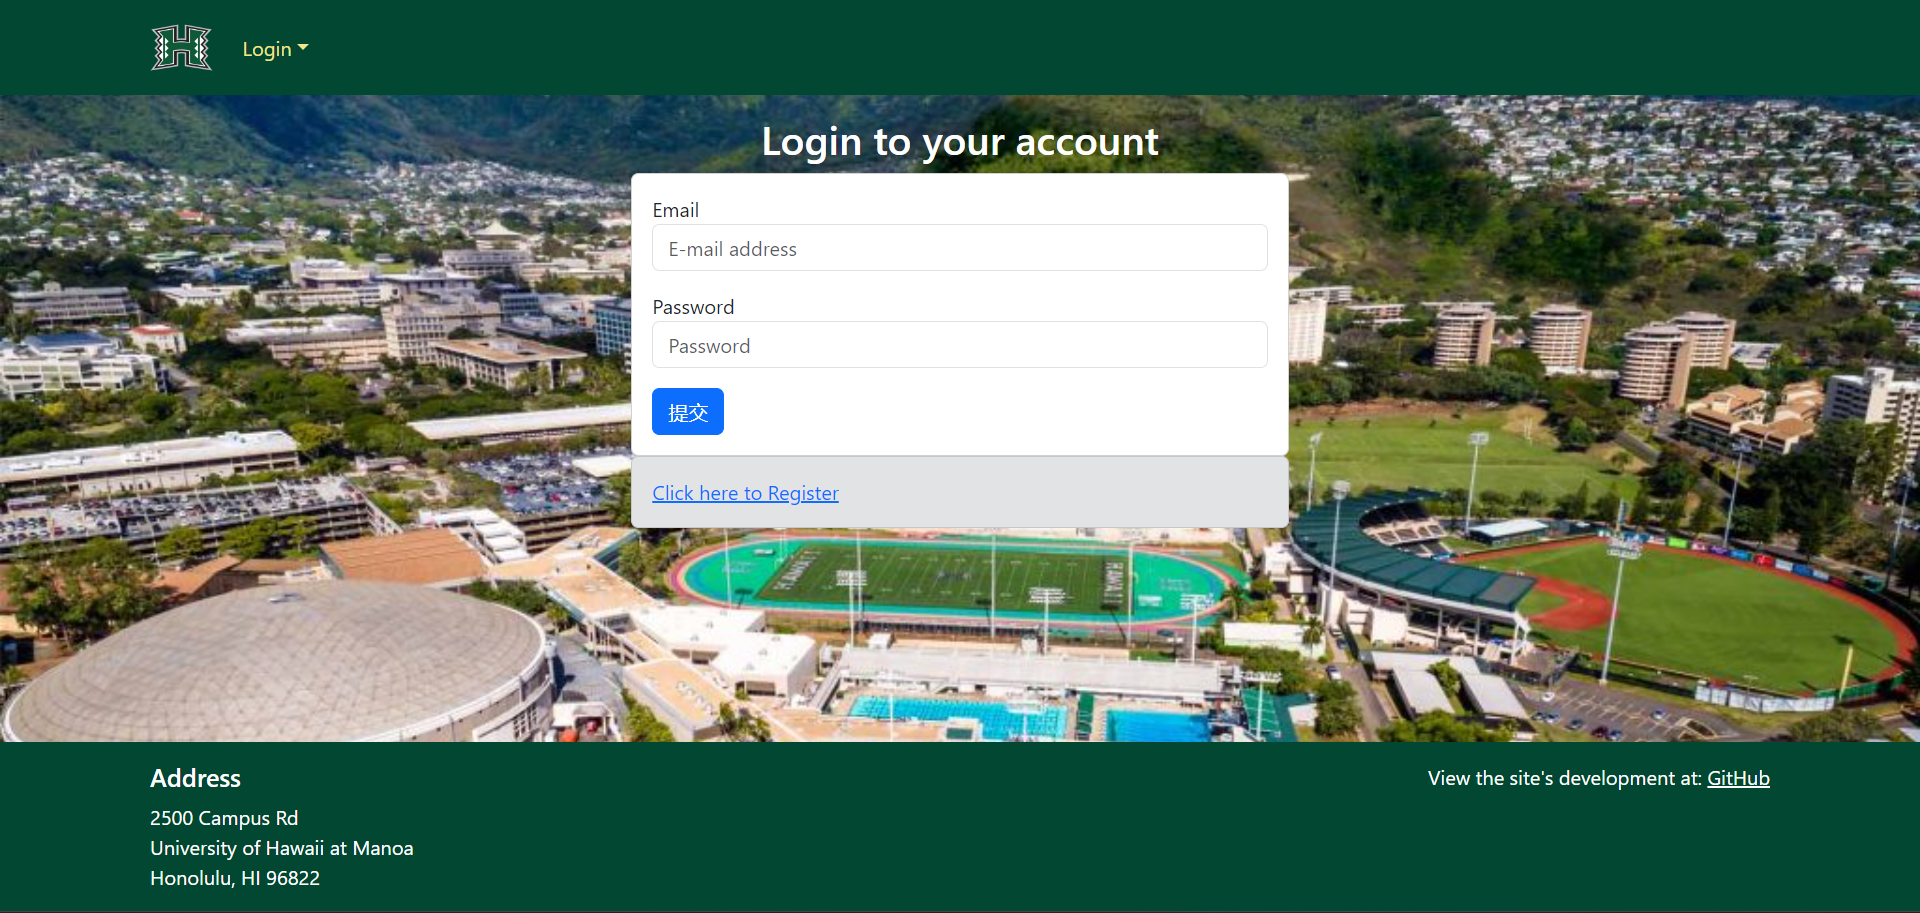 Login
Login to your account
Email
E-mail address
Password
Password
提交
Click here to Register
Address
2500 Campus Rd
University of Hawaii at Manoa
Honolulu, HI 96822
View the site's development at: GitHub